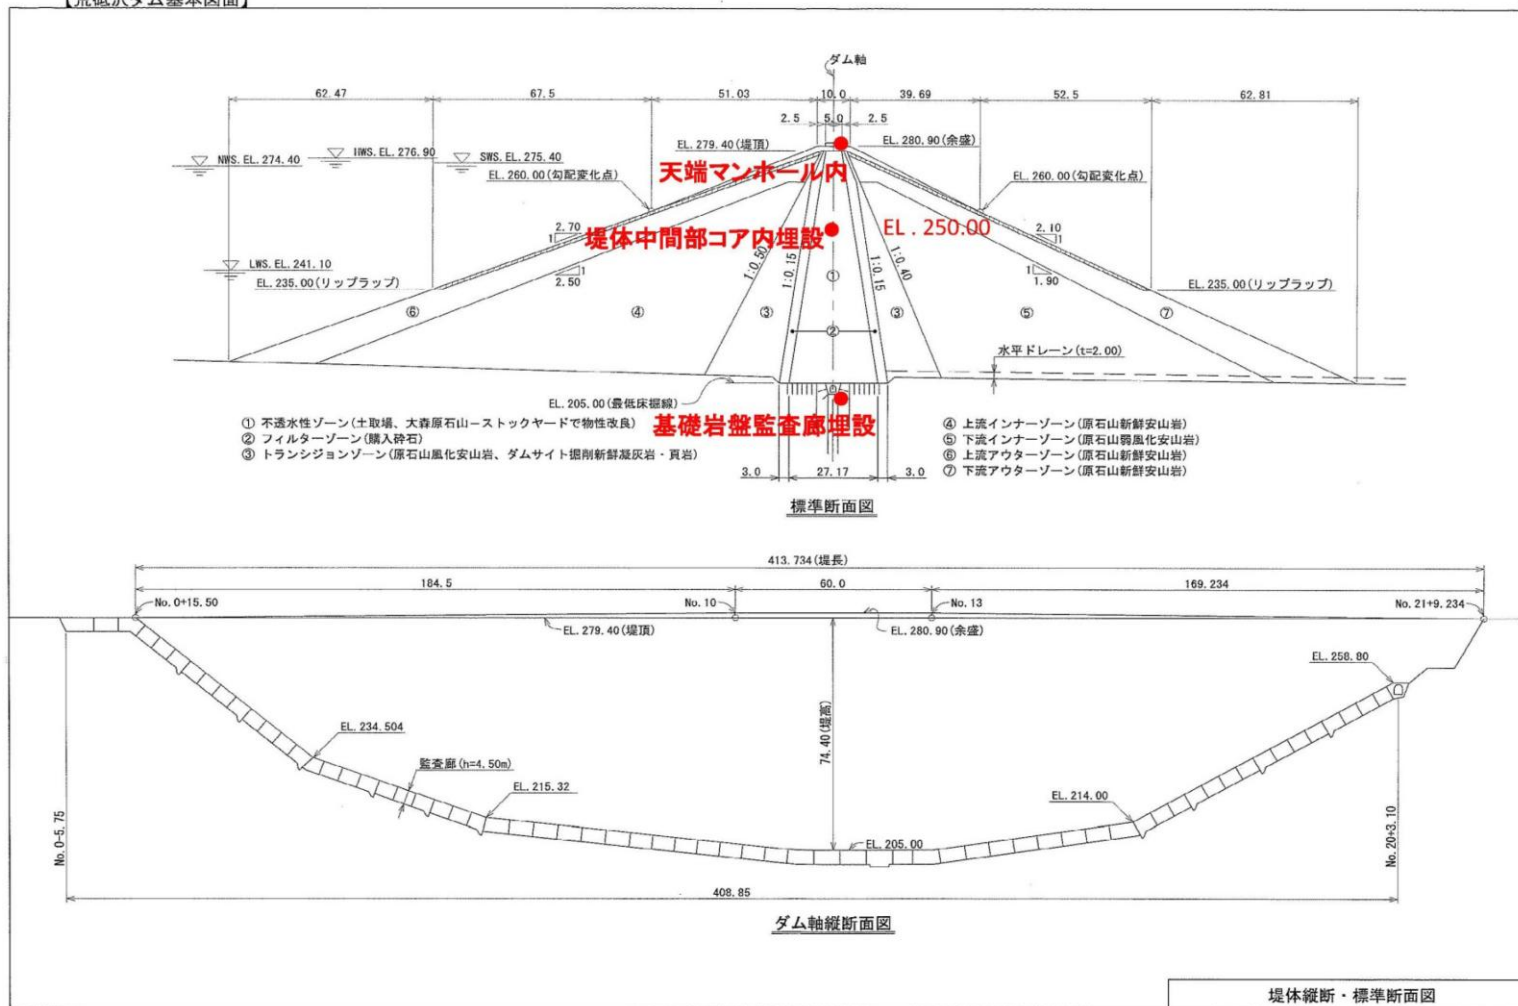 【荒砥沢ダム基本図面】
ダム軸
62.47
67.5
51.03
10.0
39.69
52.5
62.81
2.5
5.0
2.5
EL.279.40(堤頂)
EL.280.90(余盛)
NWS.EL.274.40
HWS.EL.276.90
SWS.EL.275.40
天端マンホール内
EL.260.00(勾配変化点)
EL.260.00(勾配変化点)
2.70
1
堤体中間部コア内埋設
EL.250.00
2.10
1
LWS.EL.241.10
EL.235.00(リップラップ)
1
2.50
1:0.50
1:0.15
①
1:0.15
1:0.40
1
1.90
EL.235.00(リップラップ)
⑥
④
③
②
③
⑤
⑦
水平ドレーン(t=2.00)
EL.205.00(最低床掘線)
基礎岩盤監査廊埋設
① 不透水性ゾーン(土取場、大森原石山－ストックヤードで物性改良)
② フィルターゾーン(購入砕石)
③ トランジションゾーン(原石山風化安山岩、ダムサイト掘削新鮮凝灰岩・頁岩)
④ 上流インナーゾーン(原石山新鮮安山岩)
⑤ 下流インナーゾーン(原石山弱風化安山岩)
⑥ 上流アウターゾーン(原石山新鮮安山岩)
⑦ 下流アウターゾーン(原石山新鮮安山岩)
3.0
27.17
3.0
標準断面図
413.734(堤長)
184.5
60.0
169.234
No.0+15.50
No.10
No.13
No.21+9.234
EL.279.40(堤頂)
EL.280.90(余盛)
EL.258.80
EL.234.504
74.40(堤高)
監査廊(h=4.50m)
EL.215.32
EL.214.00
EL.205.00
No.0-5.75
No.20+3.10
408.85
ダム軸縦断面図
堤体縦断・標準断面図